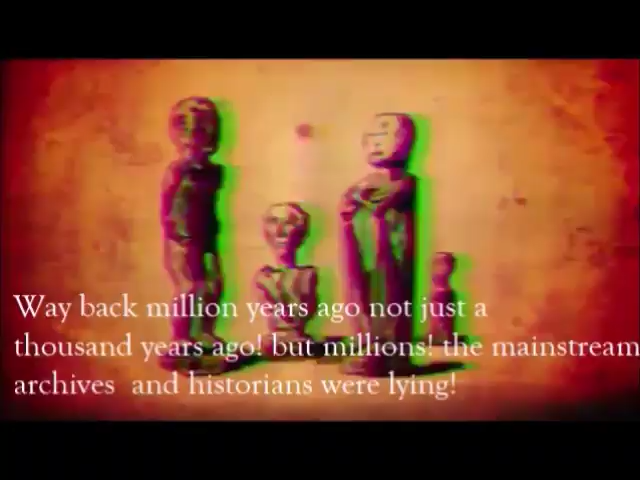 Way back million years ago not just a
thousand years ago! but millions! the mainstream
archives and historians were lying!